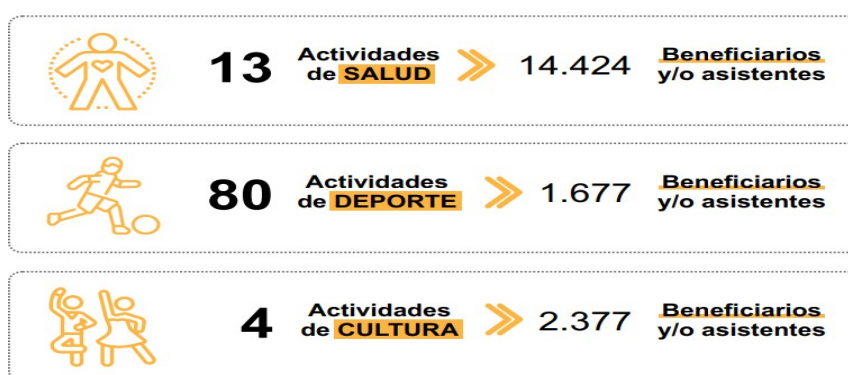 13 Actividades de SALUD 14.424 Beneficiarios y/o asistentes
80 Actividades de DEPORTE 1.677 Beneficiarios y/o asistentes
4 Actividades de CULTURA 2.377 Beneficiarios y/o asistentes